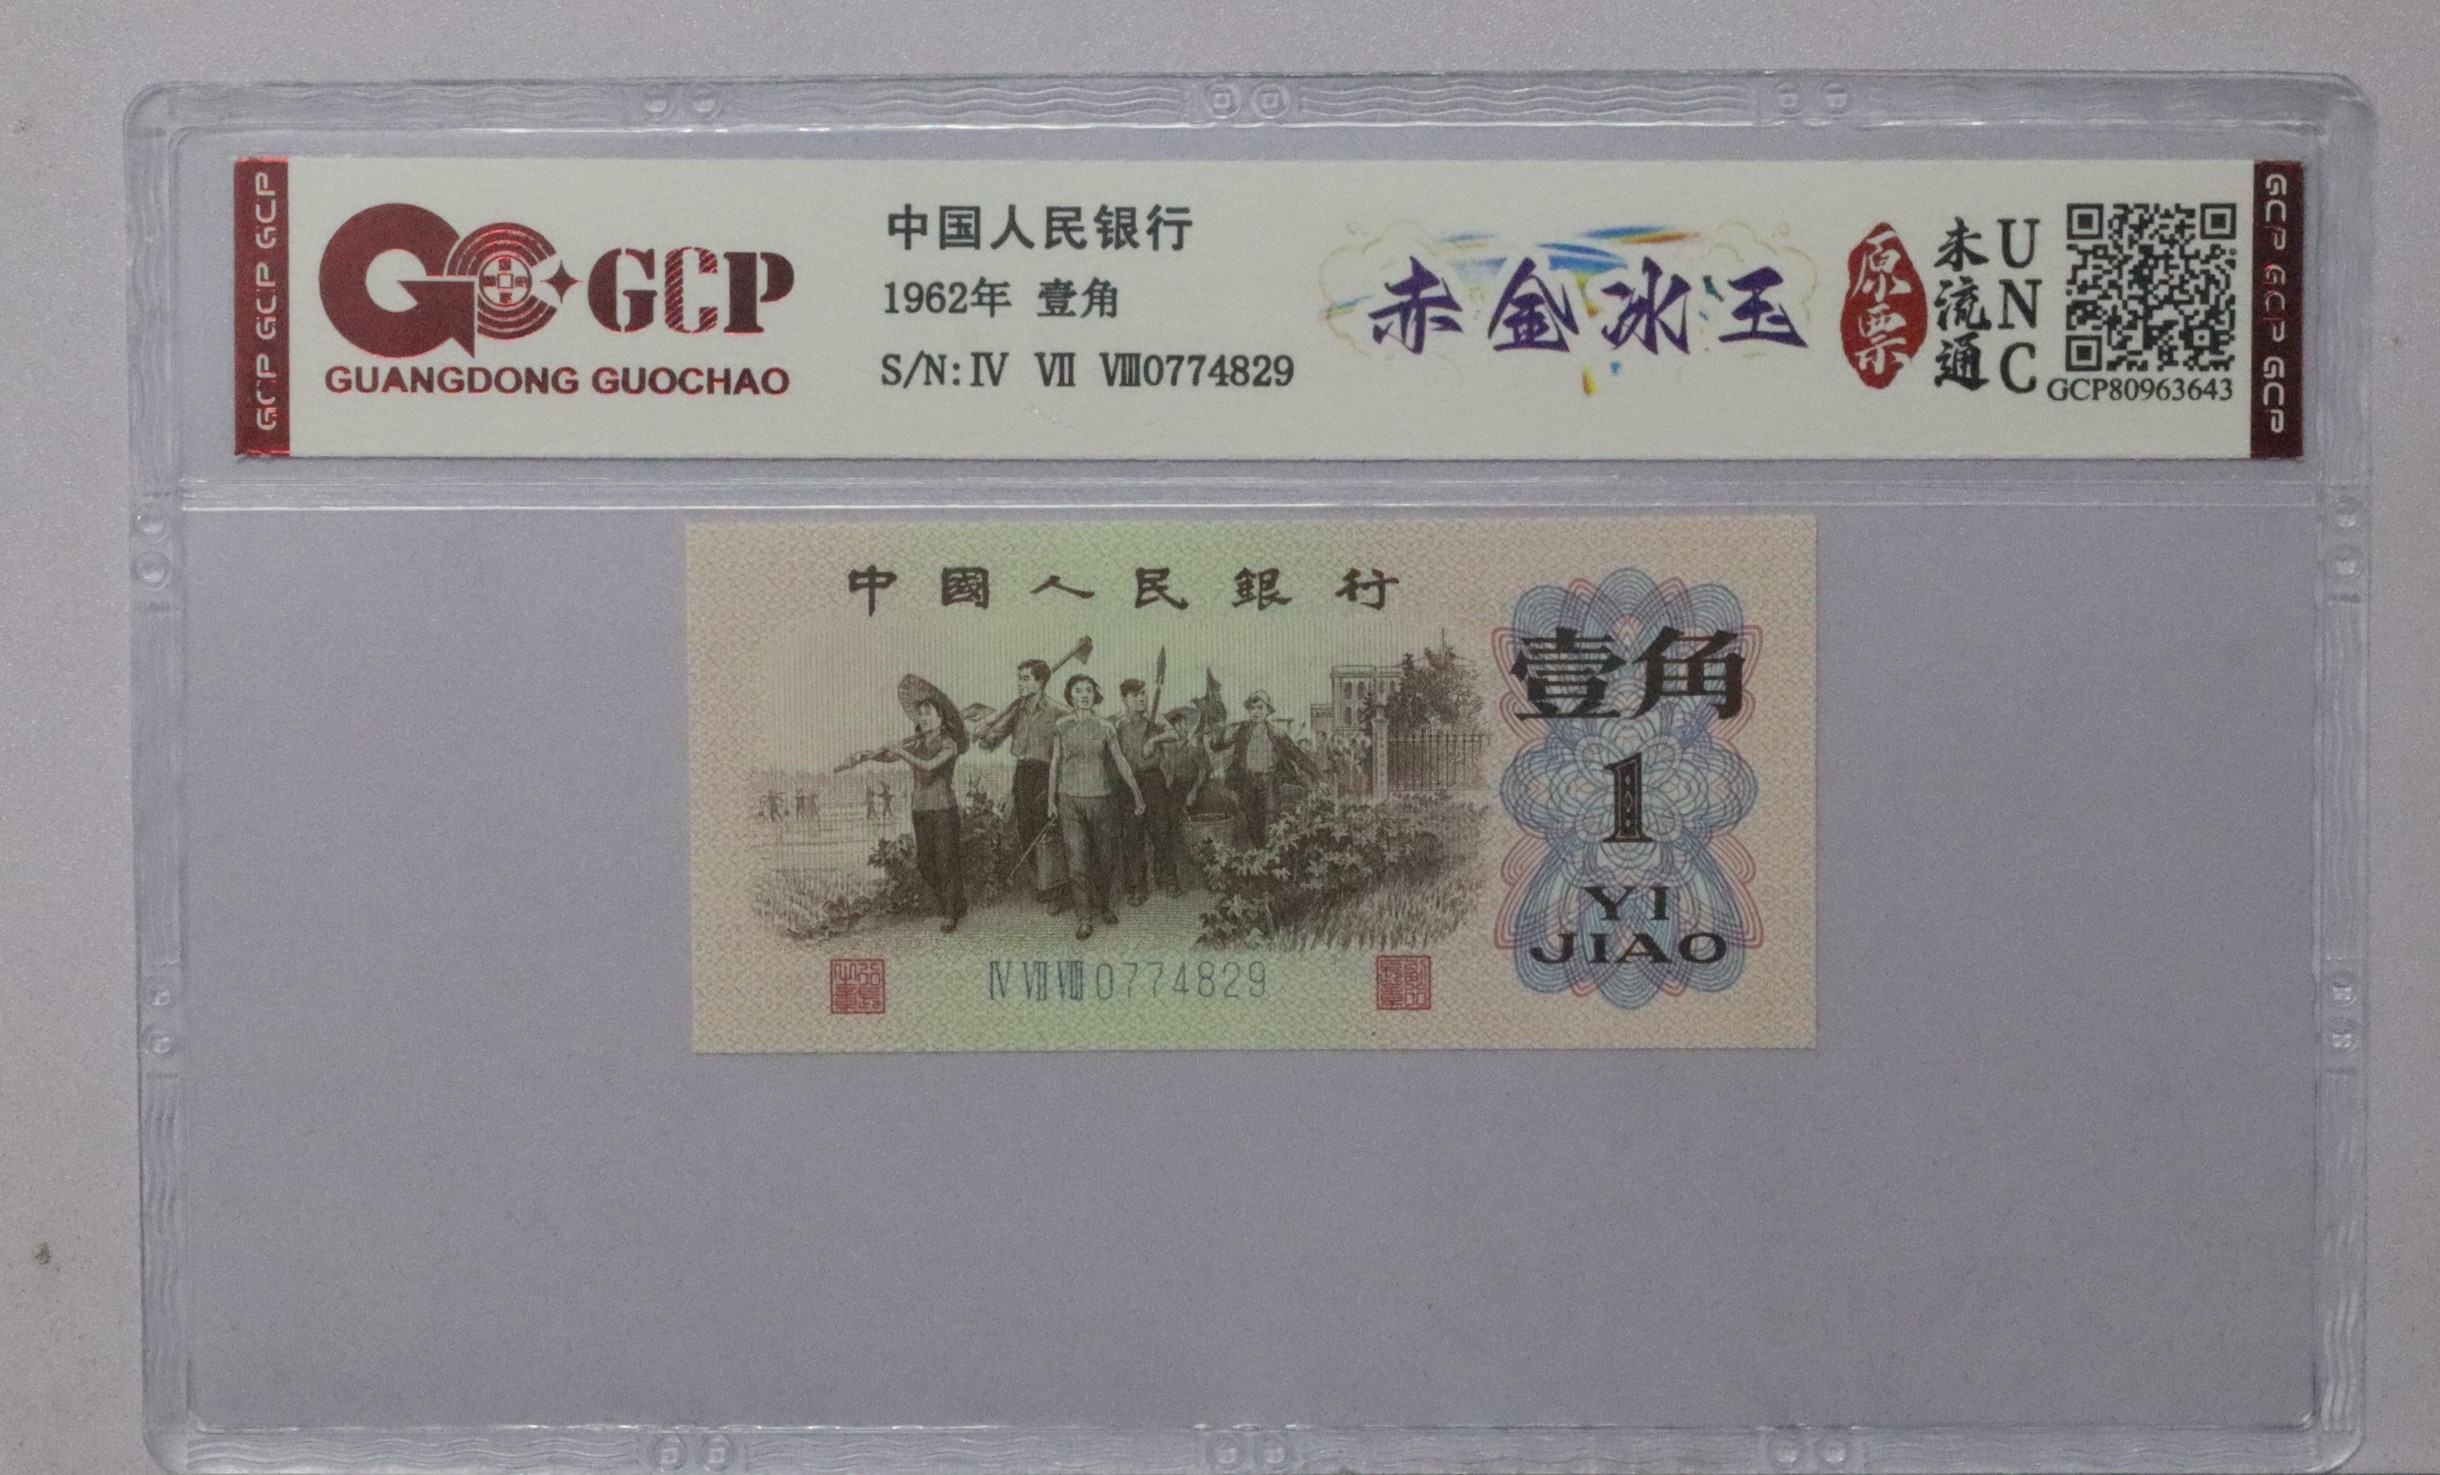 GCP GCP GCP
GCP
GUANGDONG GUOCHAO
中国人民银行
1962年 壹角
S/N: Ⅳ Ⅶ Ⅷ0774829
赤金冰玉
原票
未流通
UNC
GCP80963643
GCP GCP GCP
中國人民銀行
壹角
1
YI
JIAO
Ⅳ Ⅶ Ⅷ 0774829